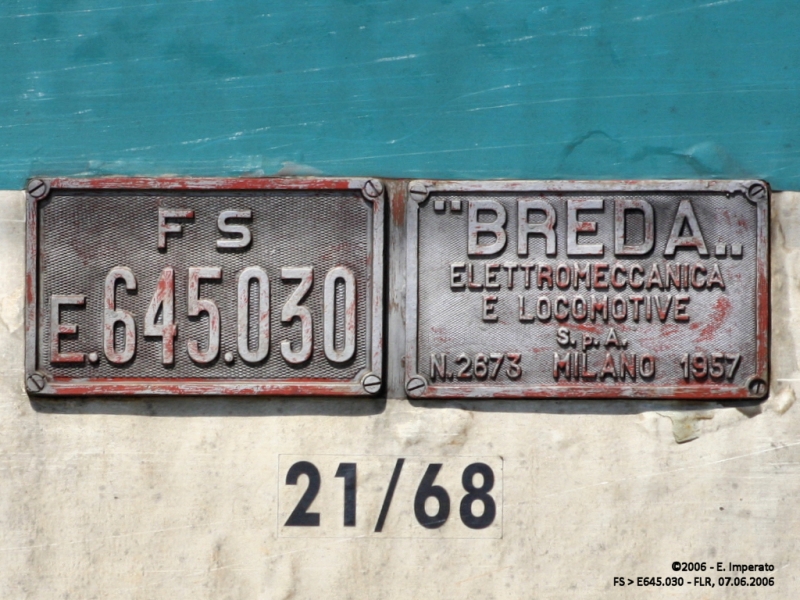 FS
E.645.030
"BREDA„
ELETTROMECCANICA
E LOCOMOTIVE
S.p.A.
N.2673 MILANO 1957
21/68
©2006 - E. Imperato
FS > E645.030 - FLR, 07.06.2006